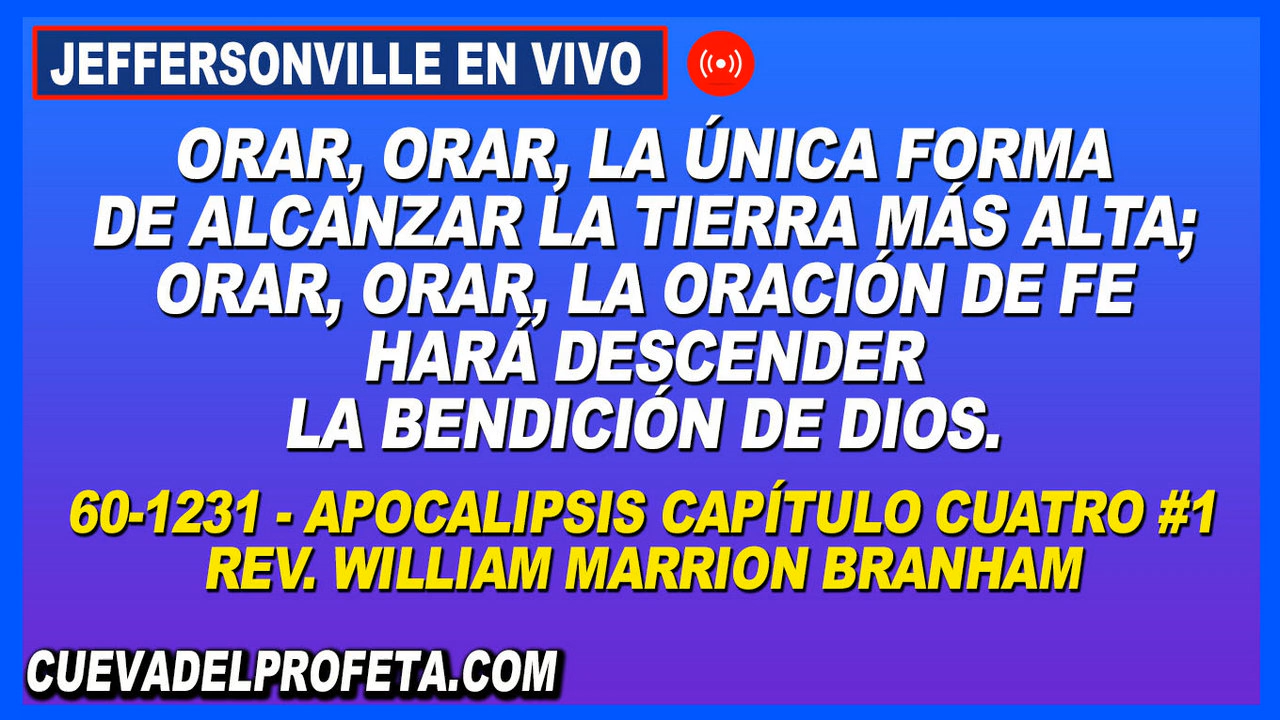 JEFFERSONVILLE EN VIVO
ORAR, ORAR, LA ÚNICA FORMA
DE ALCANZAR LA TIERRA MÁS ALTA;
ORAR, ORAR, LA ORACIÓN DE FE
HARÁ DESCENDER
LA BENDICIÓN DE DIOS.
60-1231 - APOCALIPSIS CAPÍTULO CUATRO #1
REV. WILLIAM MARRION BRANHAM
CUEVADELPROFETA.COM